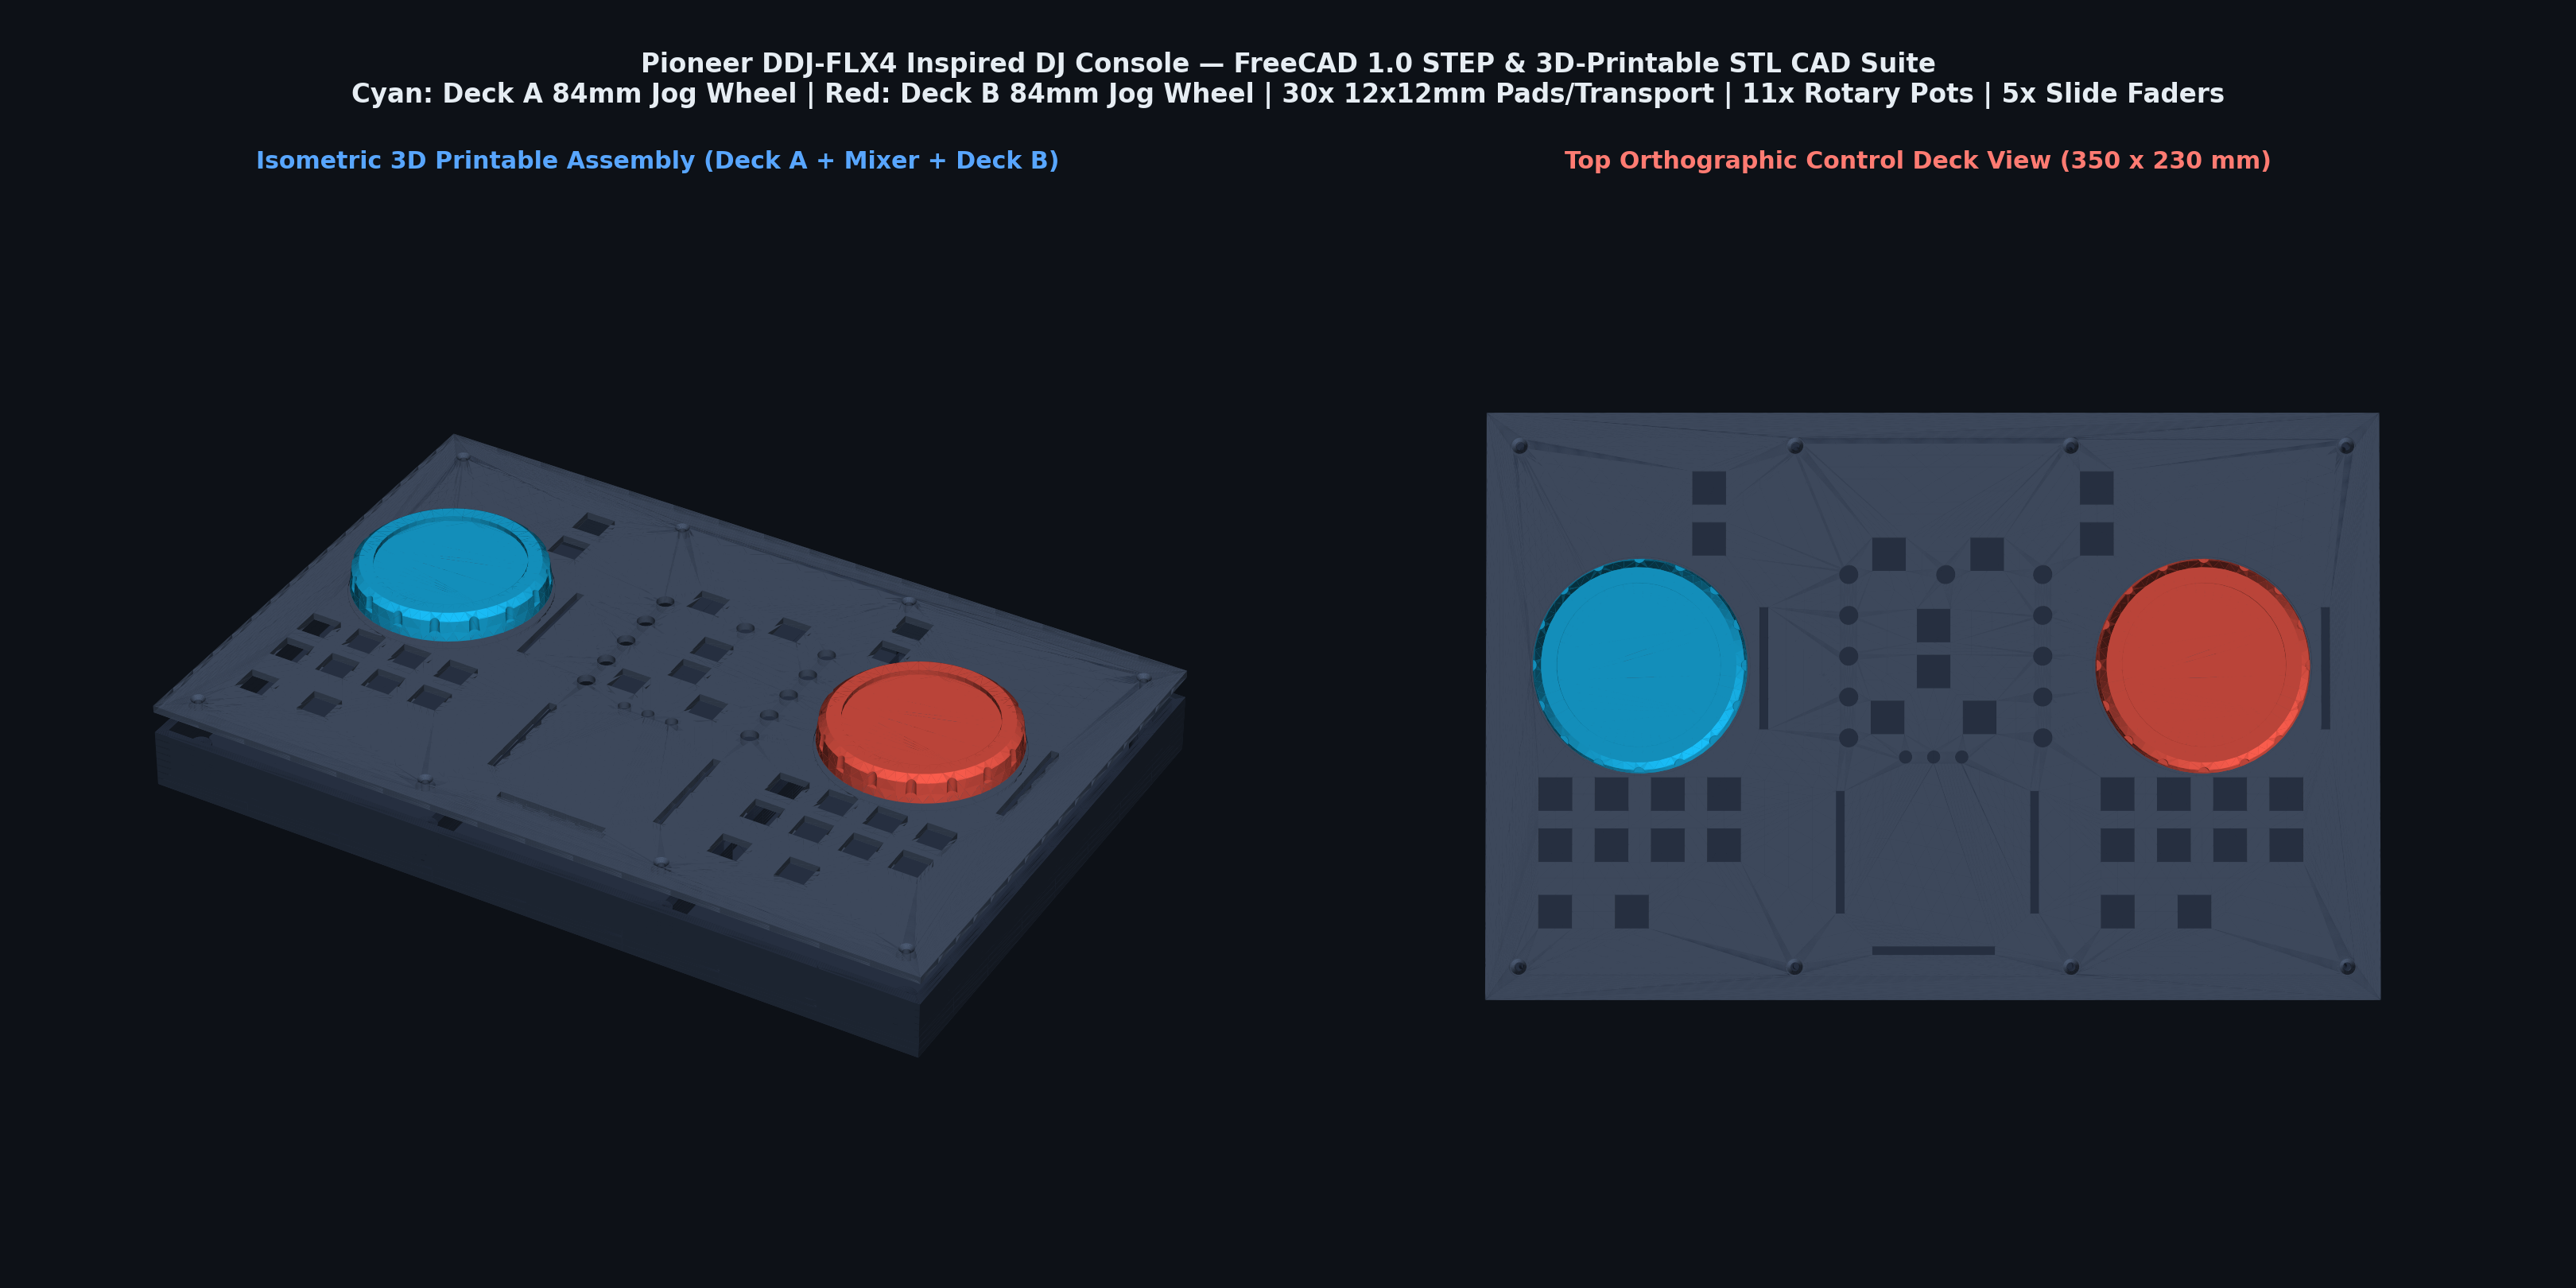 Pioneer DDJ-FLX4 Inspired DJ Console — FreeCAD 1.0 STEP & 3D-Printable STL CAD Suite
Cyan: Deck A 84mm Jog Wheel | Red: Deck B 84mm Jog Wheel | 30x 12x12mm Pads/Transport | 11x Rotary Pots | 5x Slide Faders
Isometric 3D Printable Assembly (Deck A + Mixer + Deck B)
Top Orthographic Control Deck View (350 x 230 mm)